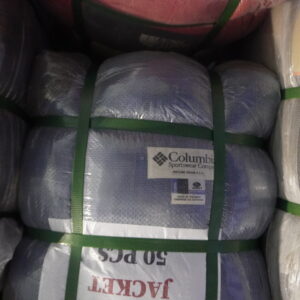 Columbia
Sportswear Company
JACKET
50 PCS